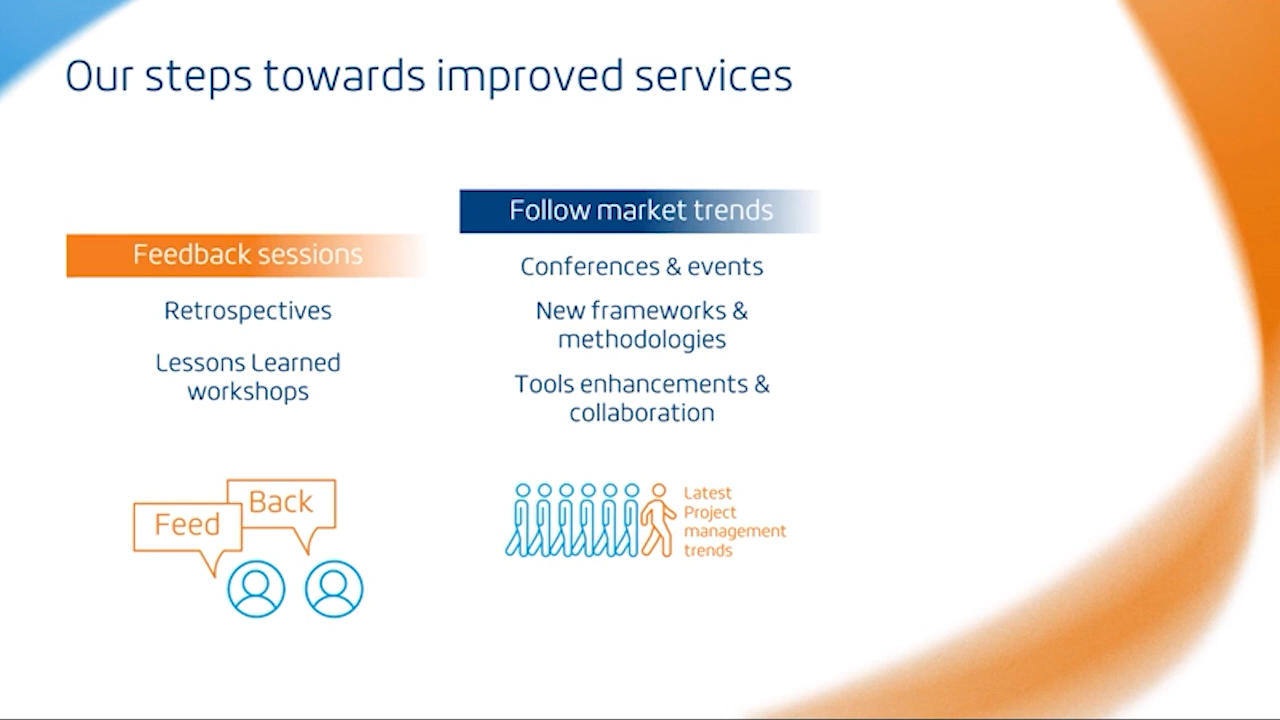 Our steps towards improved services
Feedback sessions
Retrospectives
Lessons Learned
workshops
Feed
Back
Follow market trends
Conferences & events
New frameworks &
methodologies
Tools enhancements &
collaboration
Latest
Project
management
trends